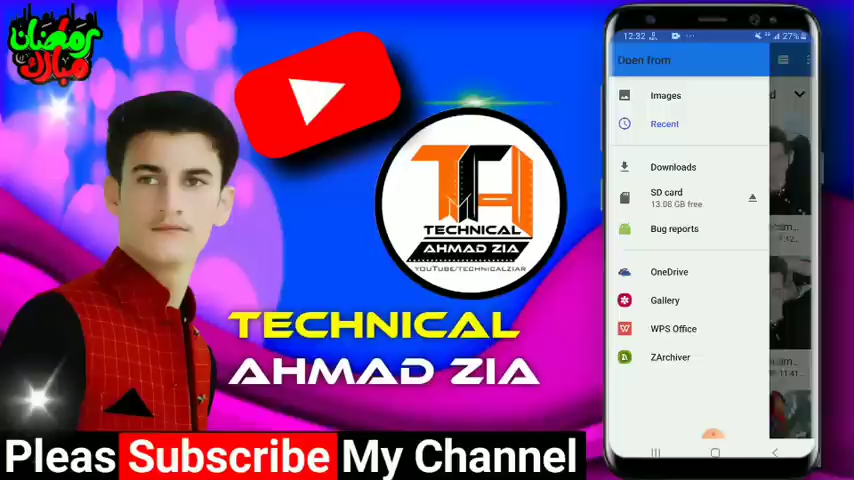 رمضان
مبارك
TECHNICAL
AHMAD ZIA
YOUTUBE/TECHNICALZIAR
TECHNICAL
AHMAD ZIA
Pleas Subscribe My Channel
12:32
27%
Open from
Images
Recent
Downloads
SD card
13.08 GB free
Bug reports
OneDrive
Gallery
WPS Office
ZArchiver